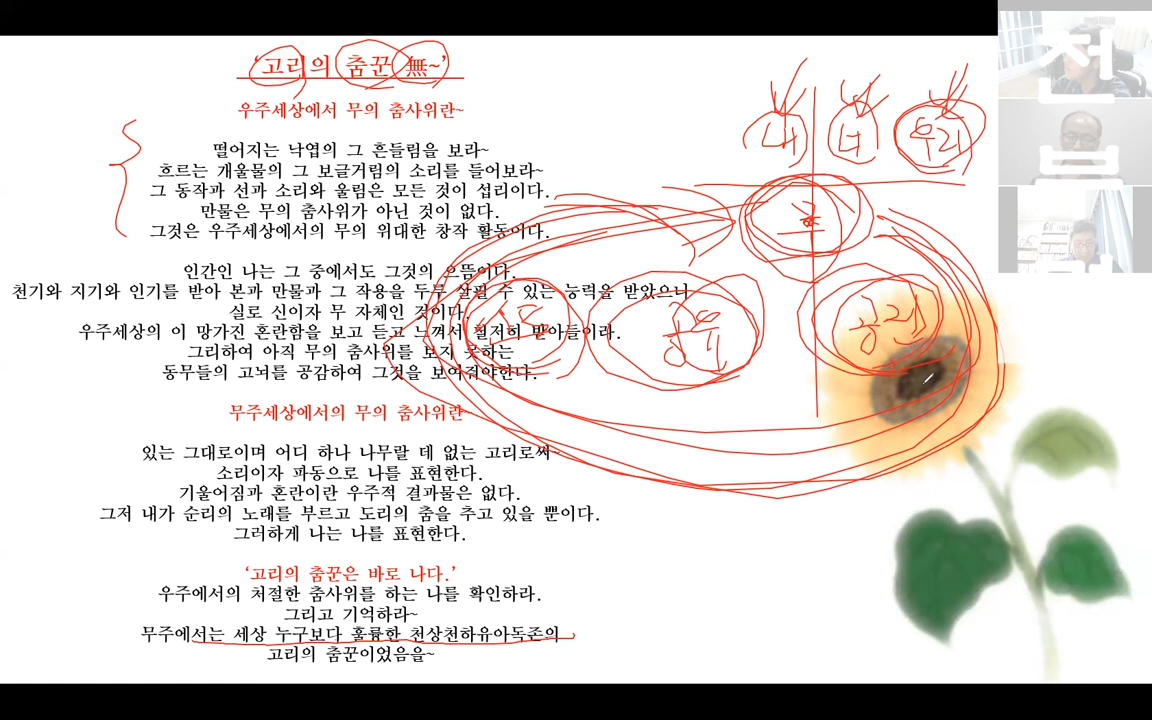 ‘고리의 춤꾼 無~’
우주세상에서 무의 춤사위란~
떨어지는 낙엽의 그 흔들림을 보라~
흐르는 개울물의 그 보글거림의 소리를 들어보라~
그 동작과 선과 소리와 울림은 모든 것이 섭리이다.
만물은 무의 춤사위가 아닌 것이 없다.
그것은 우주세상에서의 무의 위대한 창작 활동이다.
인간인 나는 그 중에서도 그것의 으뜸이다.
천기와 지기와 인기를 받아 본과 만물과 그 작용을 두루 살필 수 있는 능력을 받았으니
실로 신이자 무 자체인 것이다.
우주세상의 이 망가진 혼란함을 보고 듣고 느껴서 철저히 받아들이라.
그리하여 아직 무의 춤사위를 보지 못하는
동무들의 고뇌를 공감하여 그것을 보여줘야한다.
무주세상에서의 무의 춤사위란~
있는 그대로이며 어디 하나 나무랄 데 없는 고리로써~
소리이자 파동으로 나를 표현한다.
기울어짐과 혼란이란 우주적 결과물은 없다.
그저 내가 순리의 노래를 부르고 도리의 춤을 추고 있을 뿐이다.
그러하게 나는 나를 표현한다.
‘고리의 춤꾼은 바로 나다.’
우주에서의 처절한 춤사위를 하는 나를 확인하라.
그리고 기억하라~
무주에서는 세상 누구보다 훌륭한 천상천하유아독존의
고리의 춤꾼이었음을~
내 너 우리